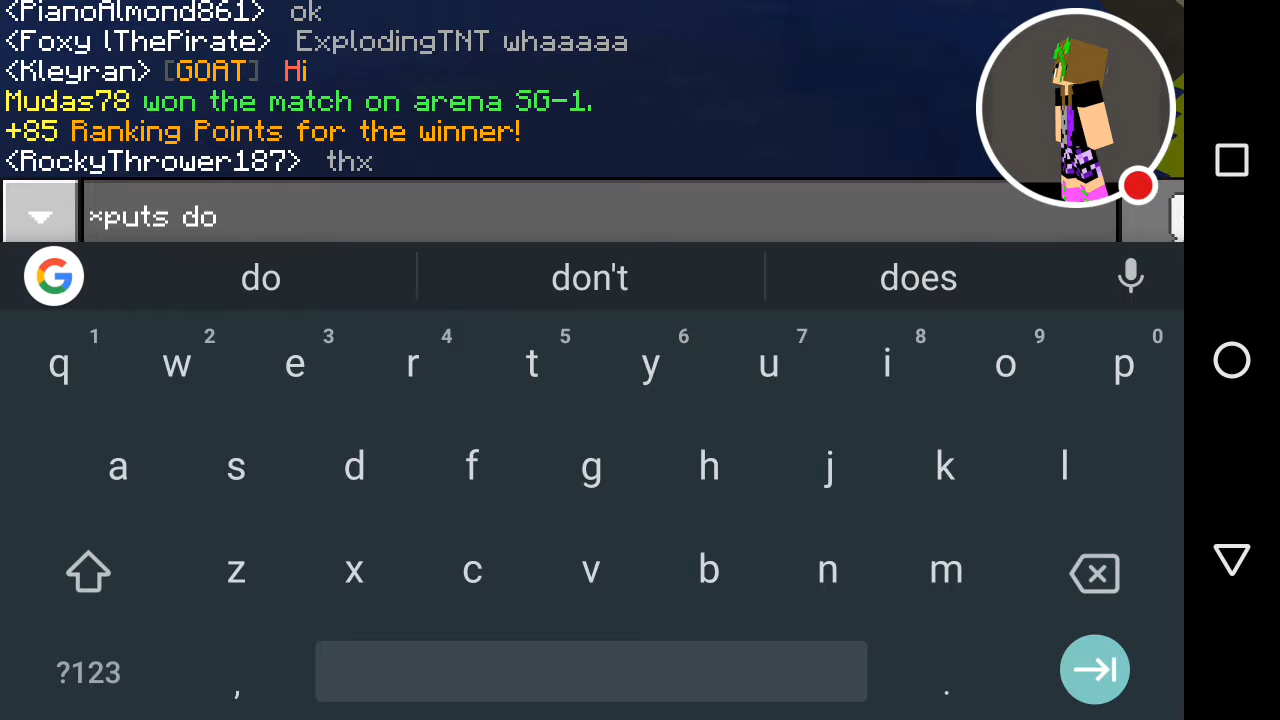 <PianoAlmond861> ok
<Foxy lThePirate> ExplodingTNT whaaaaa
<Kleyran> [GOAT] Hi
Mudas78 won the match on arena SG-1.
+85 Ranking Points for the winner!
<RockyThrower187> thx
×puts do
G do don't does
1 2 3 4 5 6 7 8 9 0
q w e r t y u i o p
a s d f g h j k l
z x c v b n m
?123 , .